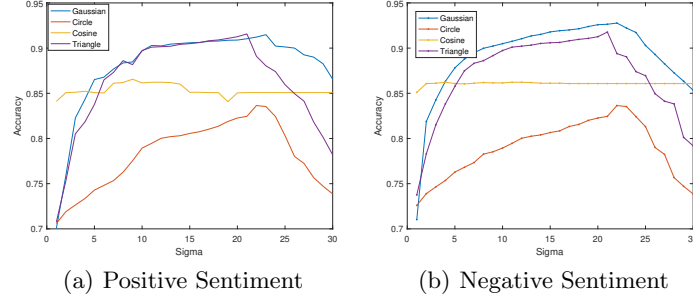 Gaussian
Circle
Cosine
Triangle
0.95
0.9
0.85
0.8
0.75
0.7
Accuracy
0 5 10 15 20 25 30
Sigma
(a) Positive Sentiment
Gaussian
Circle
Cosine
Triangle
0.95
0.9
0.85
0.8
0.75
0.7
Accuracy
0 5 10 15 20 25 30
Sigma
(b) Negative Sentiment